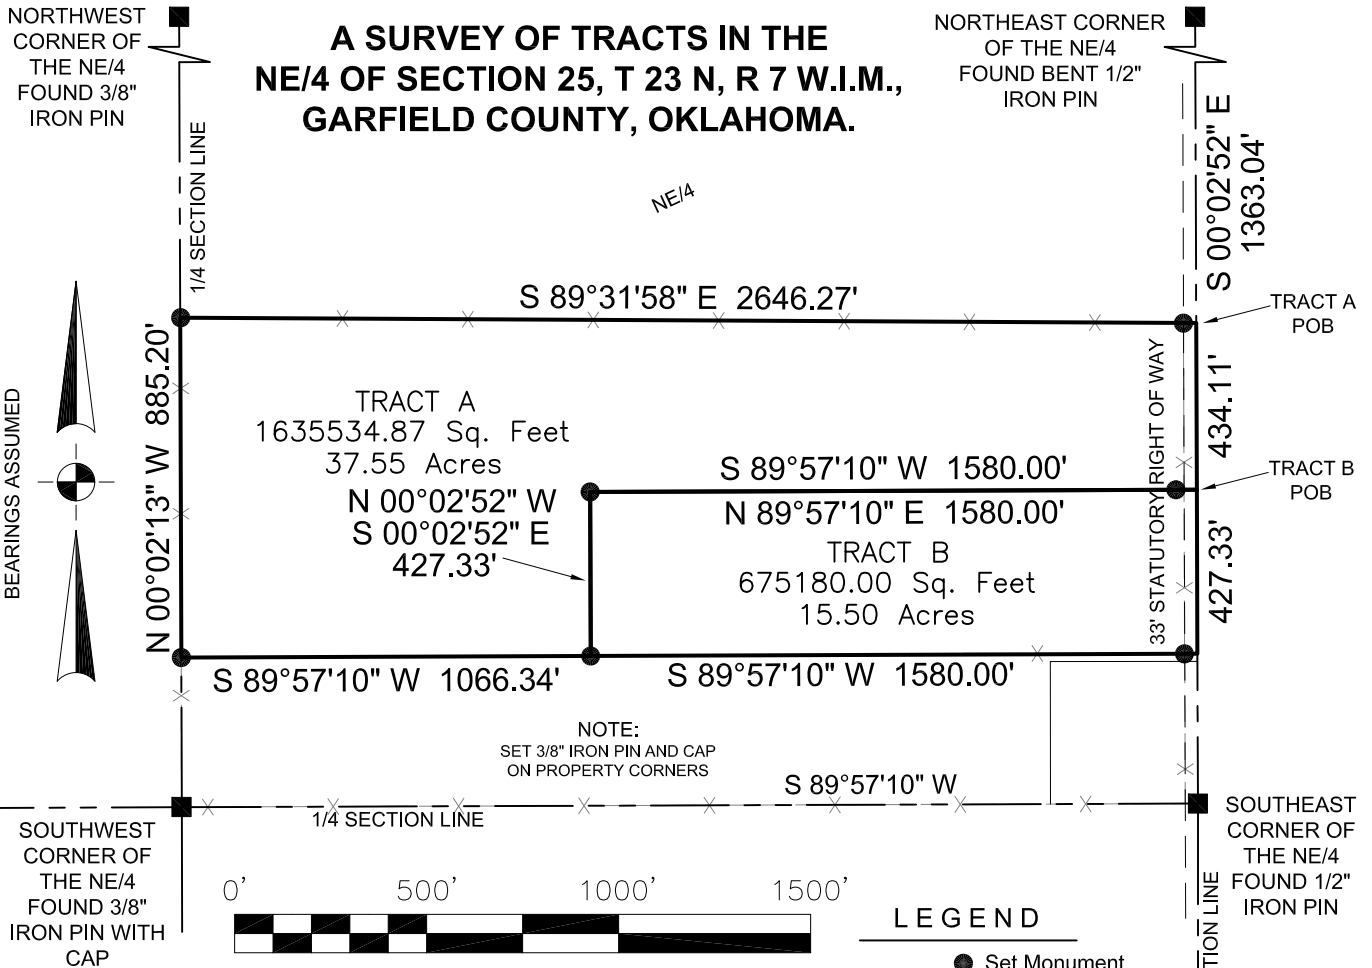 NORTHWEST
CORNER OF
THE NE/4
FOUND 3/8"
IRON PIN
A SURVEY OF TRACTS IN THE
NE/4 OF SECTION 25, T 23 N, R 7 W.I.M.,
GARFIELD COUNTY, OKLAHOMA.
NORTHEAST CORNER
OF THE NE/4
FOUND BENT 1/2"
IRON PIN
S 00°02'52" E
1363.04'
1/4 SECTION LINE
NE/4
S 89°31'58" E 2646.27'
TRACT A
POB
BEARINGS ASSUMED
N 00°02'13" W 885.20'
TRACT A
1635534.87 Sq. Feet
37.55 Acres
33' STATUTORY RIGHT OF WAY
434.11'
S 89°57'10" W 1580.00'
TRACT B
POB
N 00°02'52" W
S 00°02'52" E
427.33'
N 89°57'10" E 1580.00'
TRACT B
675180.00 Sq. Feet
15.50 Acres
427.33'
S 89°57'10" W 1066.34'
S 89°57'10" W 1580.00'
NOTE:
SET 3/8" IRON PIN AND CAP
ON PROPERTY CORNERS
S 89°57'10" W
1/4 SECTION LINE
SOUTHWEST
CORNER OF
THE NE/4
FOUND 3/8"
IRON PIN WITH
CAP
SOUTHEAST
CORNER OF
THE NE/4
FOUND 1/2"
IRON PIN
0' 500' 1000' 1500'
LEGEND
Set Monument
TION LINE